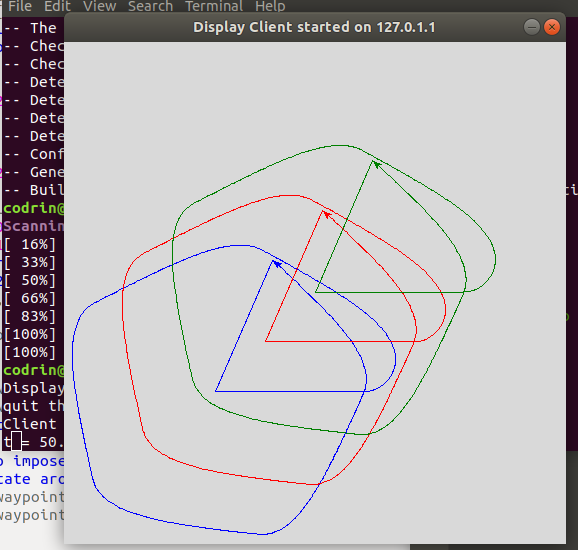 File Edit View Search Terminal Help
Display Client started on 127.0.1.1
-- The
-- Chec
-- Chec
-- Dete
-- Dete
-- Dete
-- Dete
-- Conf
-- Gene
-- Buil
codrin@
Scannin
[ 16%]
[ 33%]
[ 50%]
[ 66%]
[ 83%]
[100%]
[100%]
codrin@
Display
quit th
Client
t = 50.
o impose
tate arc
waypoint
waypoint